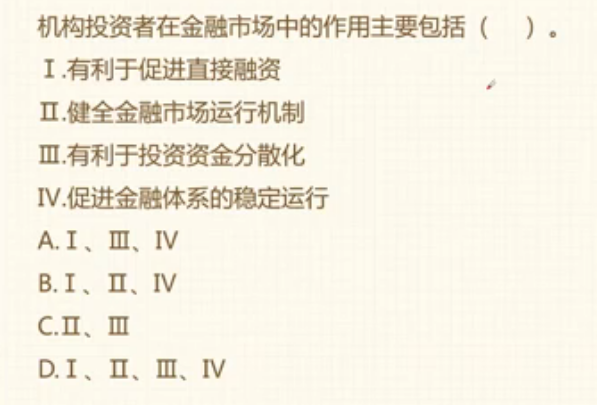 机构投资者在金融市场中的作用主要包括（ ）。
Ⅰ.有利于促进直接融资
Ⅱ.健全金融市场运行机制
Ⅲ.有利于投资资金分散化
Ⅳ.促进金融体系的稳定运行
A.Ⅰ、Ⅲ、Ⅳ
B.Ⅰ、Ⅱ、Ⅳ
C.Ⅱ、Ⅲ
D.Ⅰ、Ⅱ、Ⅲ、Ⅳ